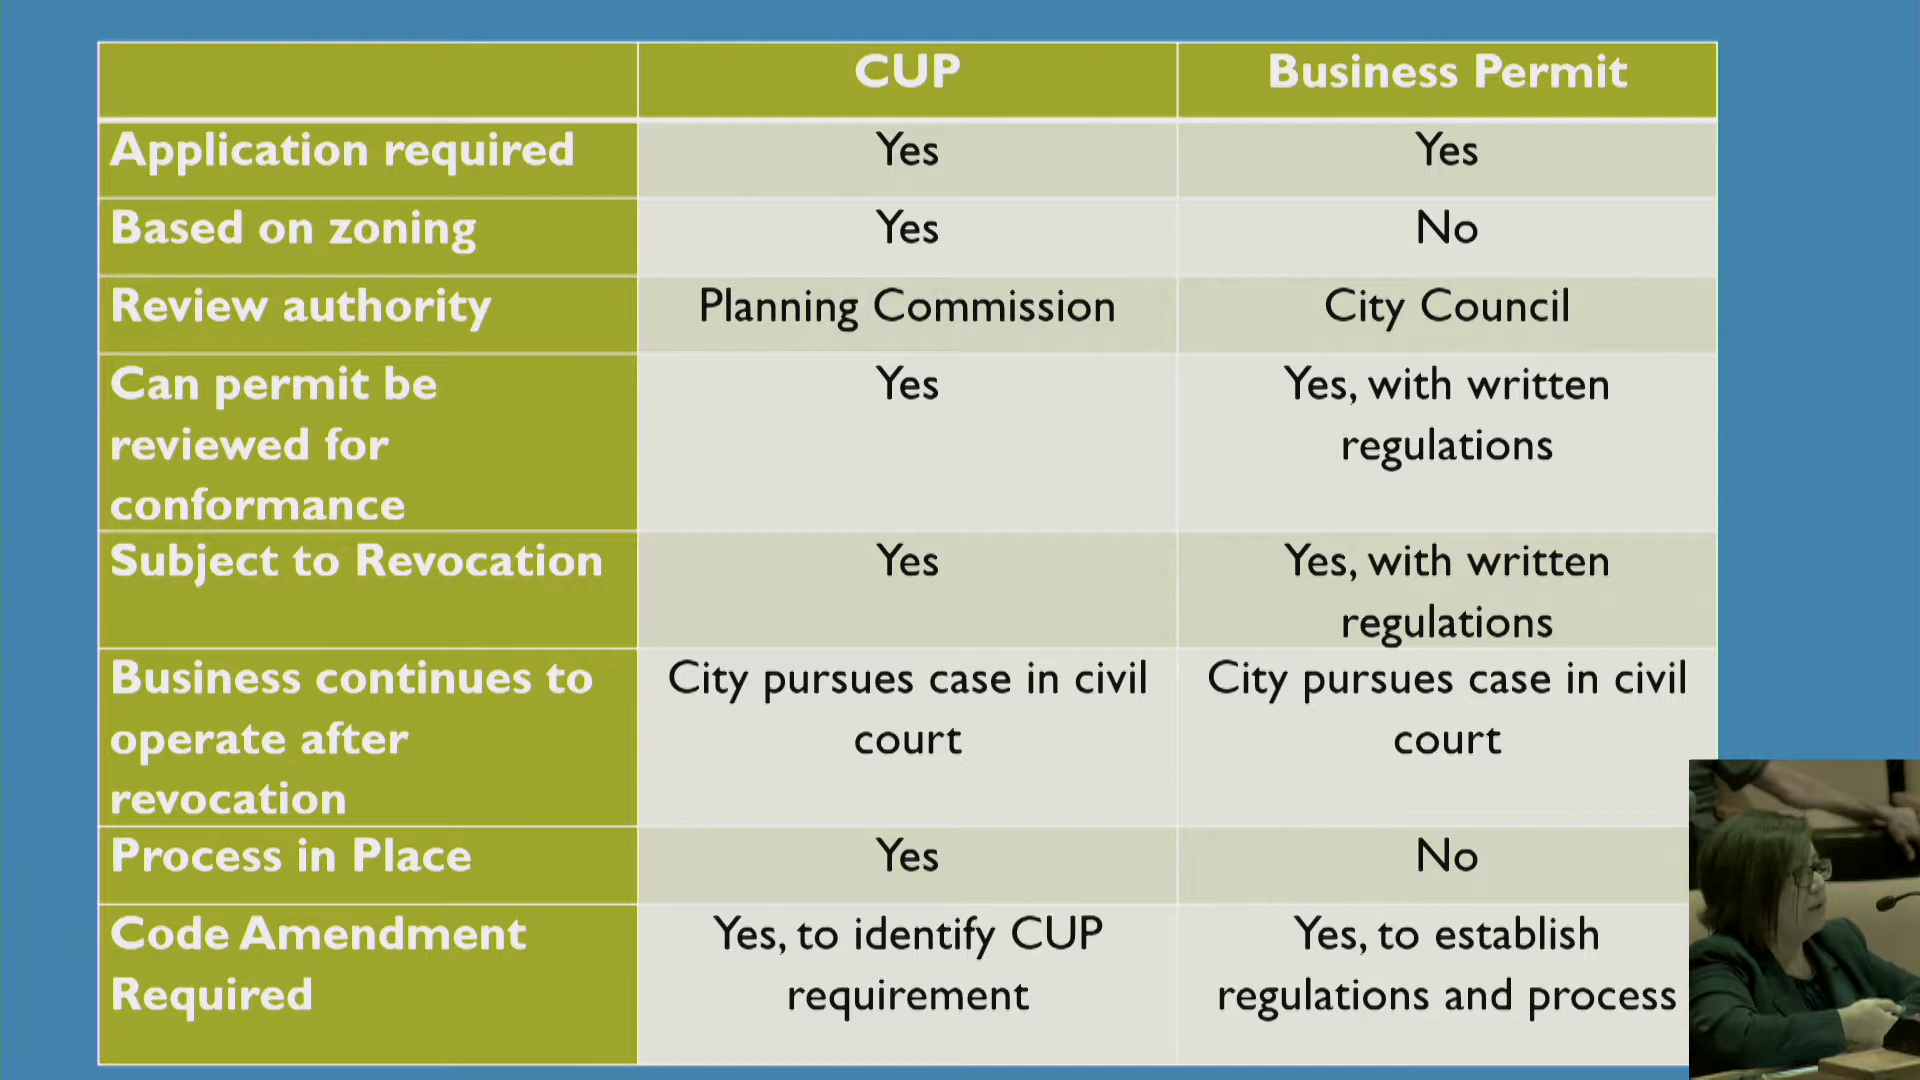 CUP Business Permit
Application required Yes Yes
Based on zoning Yes No
Review authority Planning Commission City Council
Can permit be Yes Yes, with written
reviewed for regulations
conformance
Subject to Revocation Yes Yes, with written
regulations
Business continues to City pursues case in civil City pursues case in civil
operate after court court
revocation
Process in Place Yes No
Code Amendment Yes, to identify CUP Yes, to establish
Required requirement regulations and process